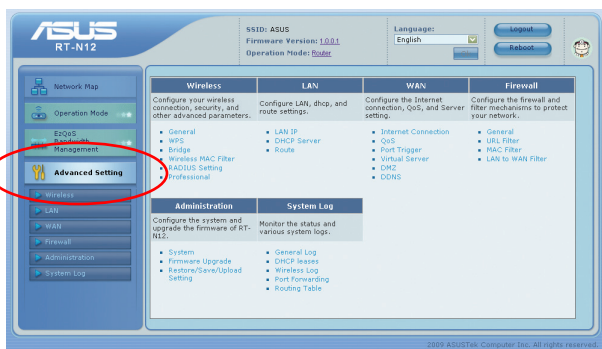 ASUS
RT-N12
SSID: ASUS
Firmware Version: 1.0.0.1
Operation Mode: Router
Language:
English
Logout
Reboot
Network Map
Operation Mode
EzQoS
Bandwidth
Management
Advanced Setting
Wireless
LAN
WAN
Firewall
Administration
System Log
Wireless
Configure your wireless
connection, security, and
other advanced parameters.
General
WPS
Bridge
Wireless MAC Filter
RADIUS Setting
Professional
LAN
Configure LAN, dhcp, and
route settings.
LAN IP
DHCP Server
Route
WAN
Configure the Internet
connection, QoS, and Server
setting.
Internet Connection
QoS
Port Trigger
Virtual Server
DMZ
DDNS
Firewall
Configure the firewall and
filter mechanisms to protect
your network.
General
URL Filter
MAC Filter
LAN to WAN Filter
Administration
Configure the system and
upgrade the firmware of RT-
N12.
System
Firmware Upgrade
Restore/Save/Upload
Setting
System Log
Monitor the status and
various system logs.
General Log
DHCP leases
Wireless Log
Port Forwarding
Routing Table
2009 ASUSTek Computer Inc. All rights reserved.